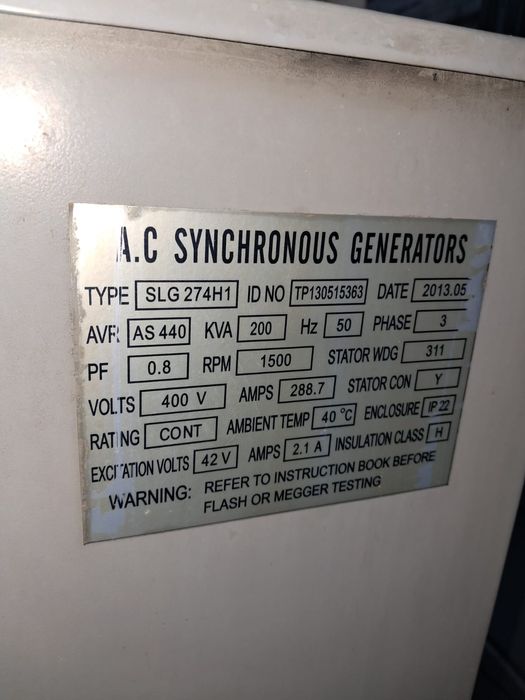 A.C SYNCHRONOUS GENERATORS
TYPE SLG 274H1 ID NO TP130515363 DATE 2013.05
AVR AS 440 KVA 200 Hz 50 PHASE 3
PF 0.8 RPM 1500 STATOR WDG 311
VOLTS 400 V AMPS 288.7 STATOR CON Y
RATING CONT AMBIENT TEMP 40 °C ENCLOSURE IP 22
EXCITATION VOLTS 42 V AMPS 2.1 A INSULATION CLASS H
WARNING: REFER TO INSTRUCTION BOOK BEFORE
FLASH OR MEGGER TESTING